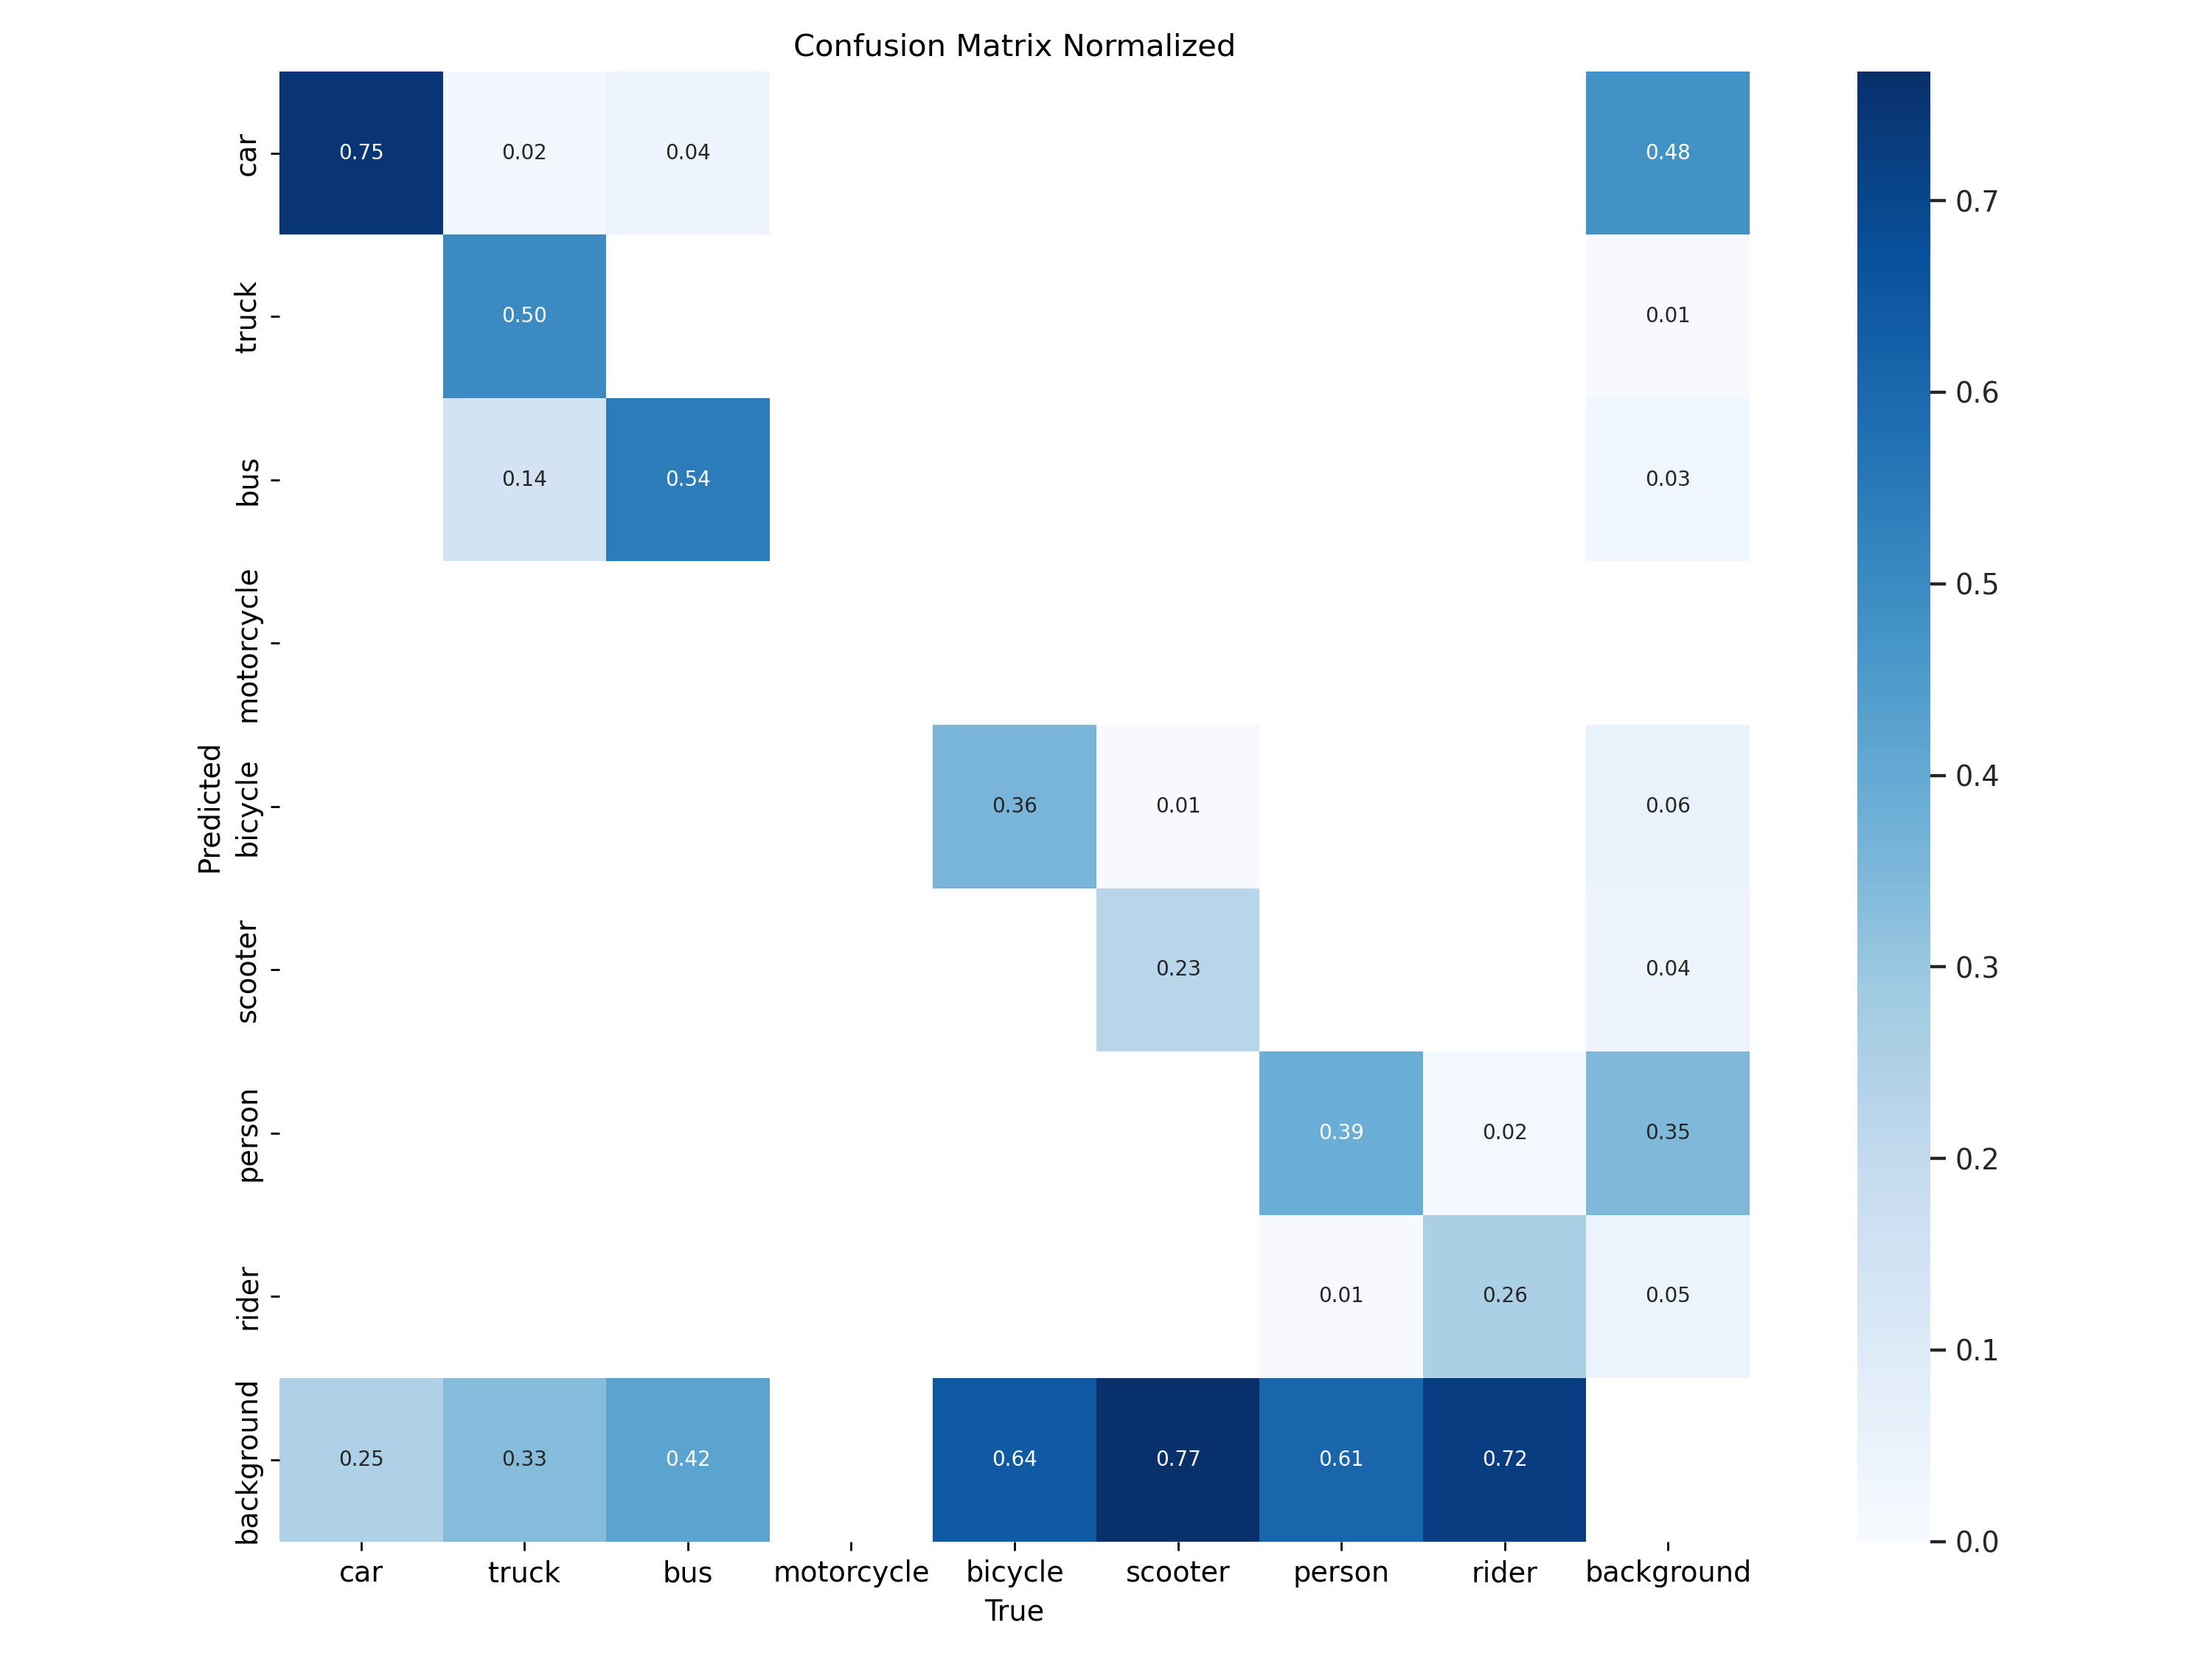 Confusion Matrix Normalized
car 0.75 0.02 0.04 0.48
truck 0.50 0.01
bus 0.14 0.54 0.03
motorcycle
bicycle 0.36 0.01 0.06
scooter 0.23 0.04
person 0.39 0.02 0.35
rider 0.01 0.26 0.05
background 0.25 0.33 0.42 0.64 0.77 0.61 0.72
Predicted
car truck bus motorcycle bicycle scooter person rider background
True
0.7
0.6
0.5
0.4
0.3
0.2
0.1
0.0